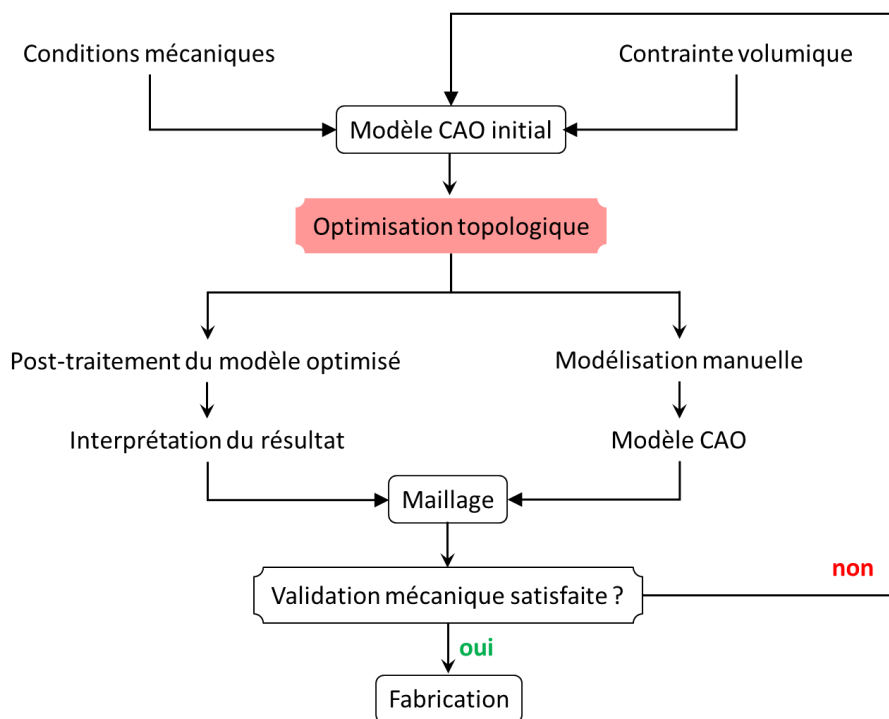 Conditions mécaniques
Contrainte volumique
Modèle CAO initial
Optimisation topologique
Post-traitement du modèle optimisé
Modélisation manuelle
Interprétation du résultat
Modèle CAO
Maillage
non
Validation mécanique satisfaite ?
oui
Fabrication